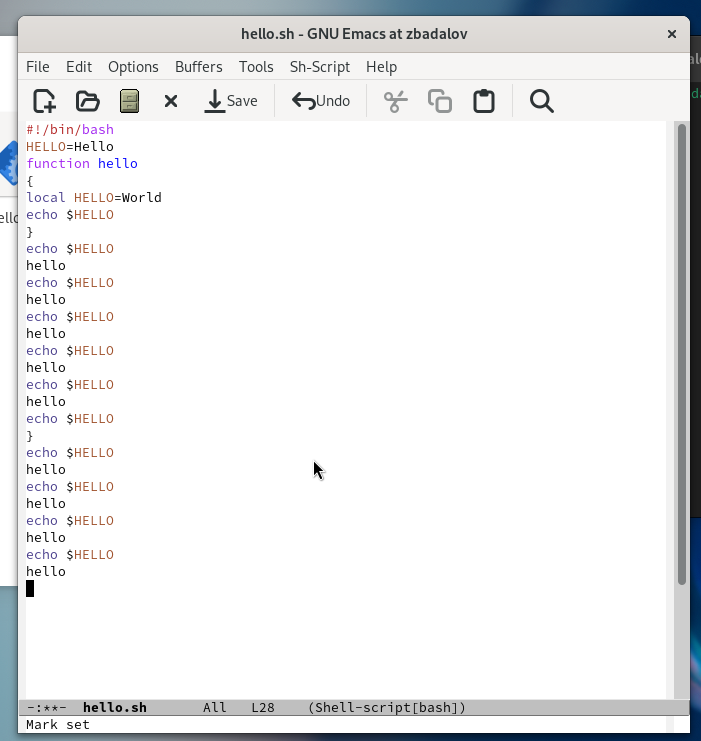 hello.sh - GNU Emacs at zbadalov
File Edit Options Buffers Tools Sh-Script Help
Save Undo
#!/bin/bash
HELLO=Hello
function hello
{
local HELLO=World
echo $HELLO
}
echo $HELLO
hello
echo $HELLO
hello
echo $HELLO
hello
echo $HELLO
hello
echo $HELLO
hello
echo $HELLO
}
echo $HELLO
hello
echo $HELLO
hello
echo $HELLO
hello
echo $HELLO
hello
-:**- hello.sh All L28 (Shell-script[bash])
Mark set